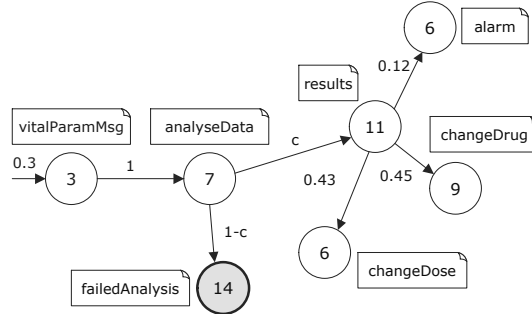 6
alarm
0.12
results
vitalParamMsg
analyseData
11
changeDrug
c
0.3
3
1
7
0.43
0.45
9
1-c
6
changeDose
failedAnalysis
14